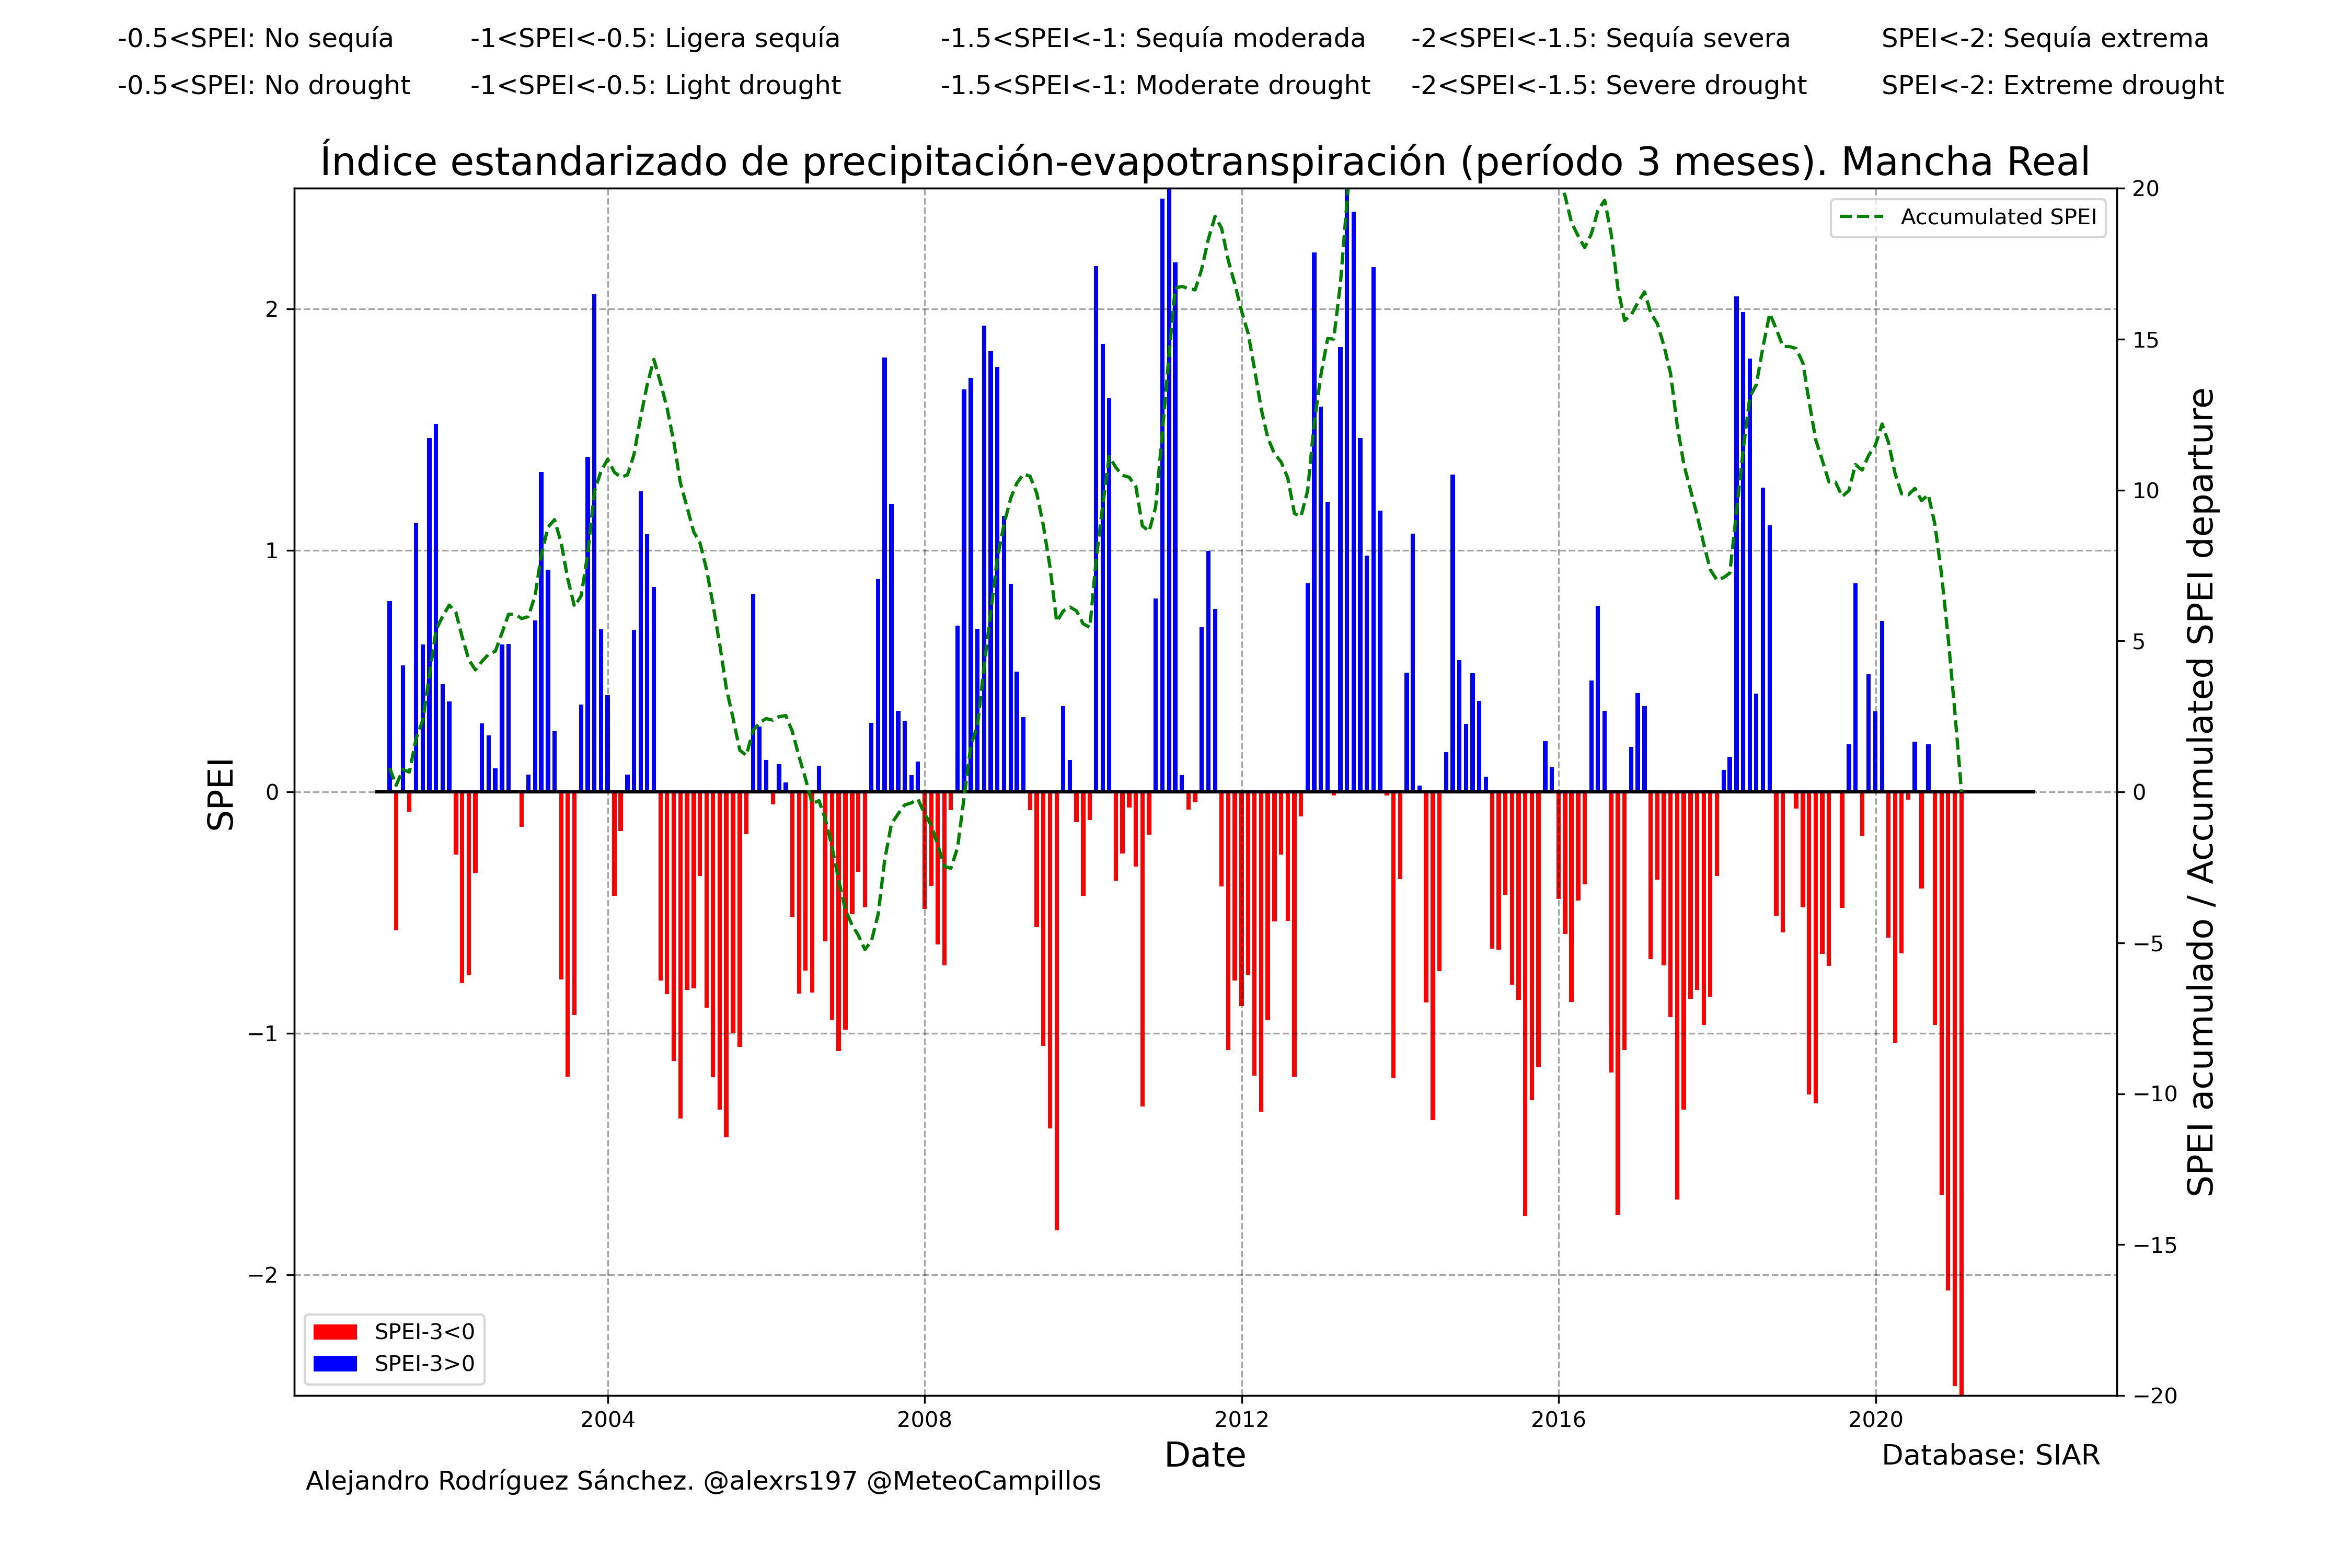 -0.5<SPEI: No sequía -1<SPEI<-0.5: Ligera sequía -1.5<SPEI<-1: Sequía moderada -2<SPEI<-1.5: Sequía severa SPEI<-2: Sequía extrema
-0.5<SPEI: No drought -1<SPEI<-0.5: Light drought -1.5<SPEI<-1: Moderate drought -2<SPEI<-1.5: Severe drought SPEI<-2: Extreme drought
Índice estandarizado de precipitación-evapotranspiración (período 3 meses). Mancha Real
Accumulated SPEI
SPEI
2
1
0
−1
−2
20
15
10
5
0
−5
−10
−15
−20
SPEI acumulado / Accumulated SPEI departure
SPEI-3<0
SPEI-3>0
2004 2008 2012 2016 2020
Date
Database: SIAR
Alejandro Rodríguez Sánchez. @alexrs197 @MeteoCampillos